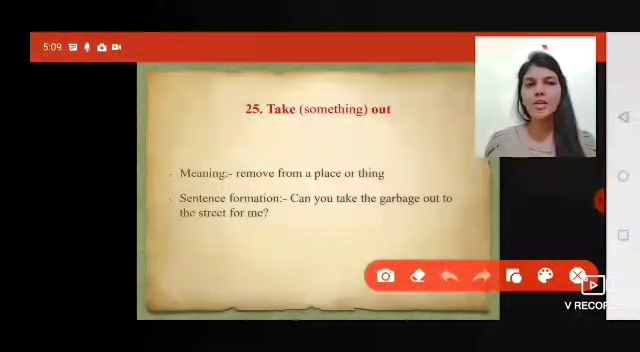 5:09
25. Take (something) out
Meaning:- remove from a place or thing
Sentence formation:- Can you take the garbage out to
the street for me?